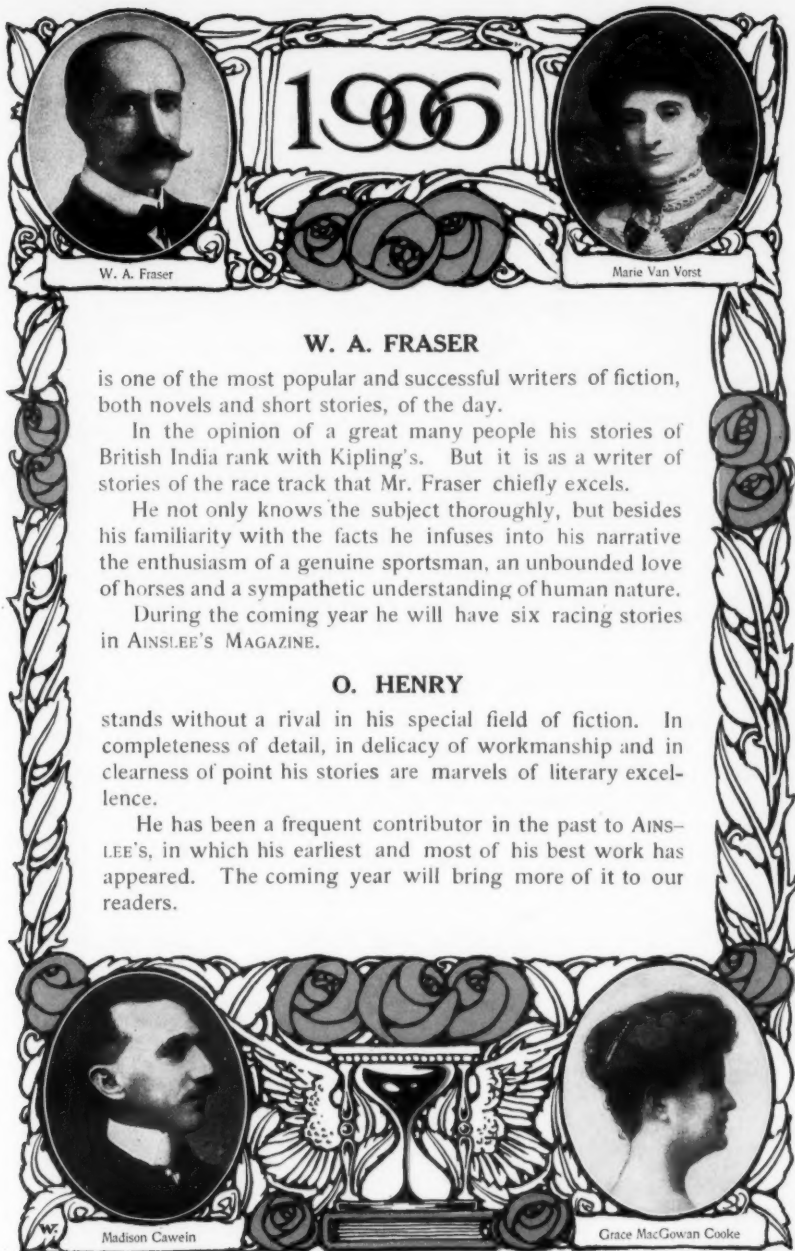 1906
W. A. Fraser
Marie Van Vorst
W. A. FRASER
is one of the most popular and successful writers of fiction,
both novels and short stories, of the day.
In the opinion of a great many people his stories of
British India rank with Kipling's. But it is as a writer of
stories of the race track that Mr. Fraser chiefly excels.
He not only knows the subject thoroughly, but besides
his familiarity with the facts he infuses into his narrative
the enthusiasm of a genuine sportsman, an unbounded love
of horses and a sympathetic understanding of human nature.
During the coming year he will have six racing stories
in AINSLEE'S MAGAZINE.
O. HENRY
stands without a rival in his special field of fiction. In
completeness of detail, in delicacy of workmanship and in
clearness of point his stories are marvels of literary excel-
lence.
He has been a frequent contributor in the past to AINS-
LEE'S, in which his earliest and most of his best work has
appeared. The coming year will bring more of it to our
readers.
W.
Madison Cawein
Grace MacGowan Cooke